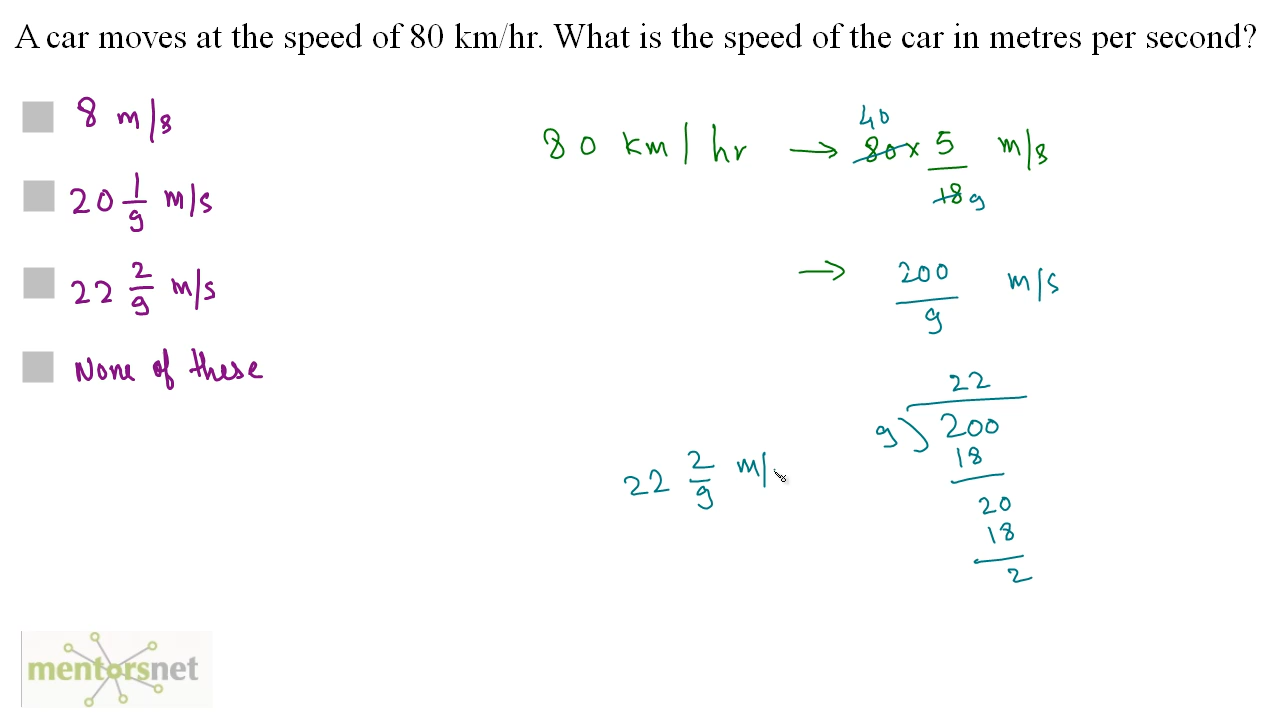 A car moves at the speed of 80 km/hr. What is the speed of the car in metres per second?
8 m/s
20 1/9 m/s
22 2/9 m/s
None of these
40
80 km/hr → 80 × 5/18 m/s
9
→ 200/9 m/s
22
9) 200
18
20
18
2
22 2/9 m/
mentorsnet